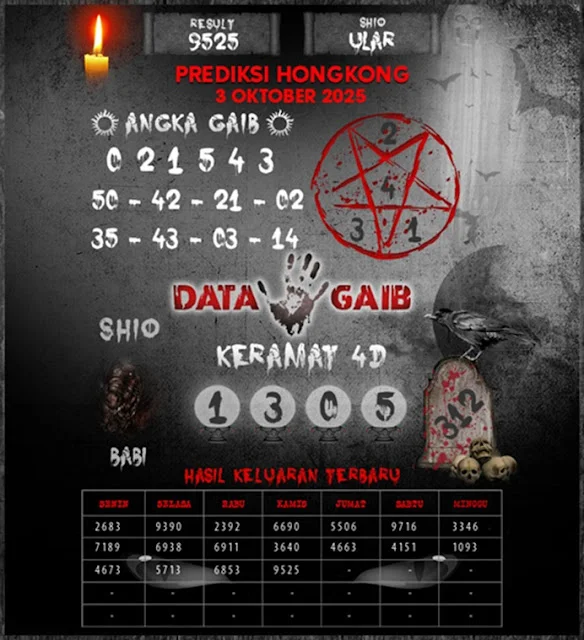 RESULT
9525
SHIO
ULAR
PREDIKSI HONGKONG
3 OKTOBER 2025
ANGKA GAIB
0 2 1 5 4 3
50 - 42 - 21 - 02
35 - 43 - 03 - 14
2
4
3 1
DATA GAIB
SHIO
BABI
KERAMAT 4D
1 3 0 5
312
HASIL KELUARAN TERBARU
SENIN SELASA RABU KAMIS JUMAT SABTU MINGGU
2683 9390 2392 6690 5506 9716 3346
7189 6938 6911 3640 4663 4151 1093
4673 5713 6853 9525 - - -
- - - - - - -
- - - - - - -